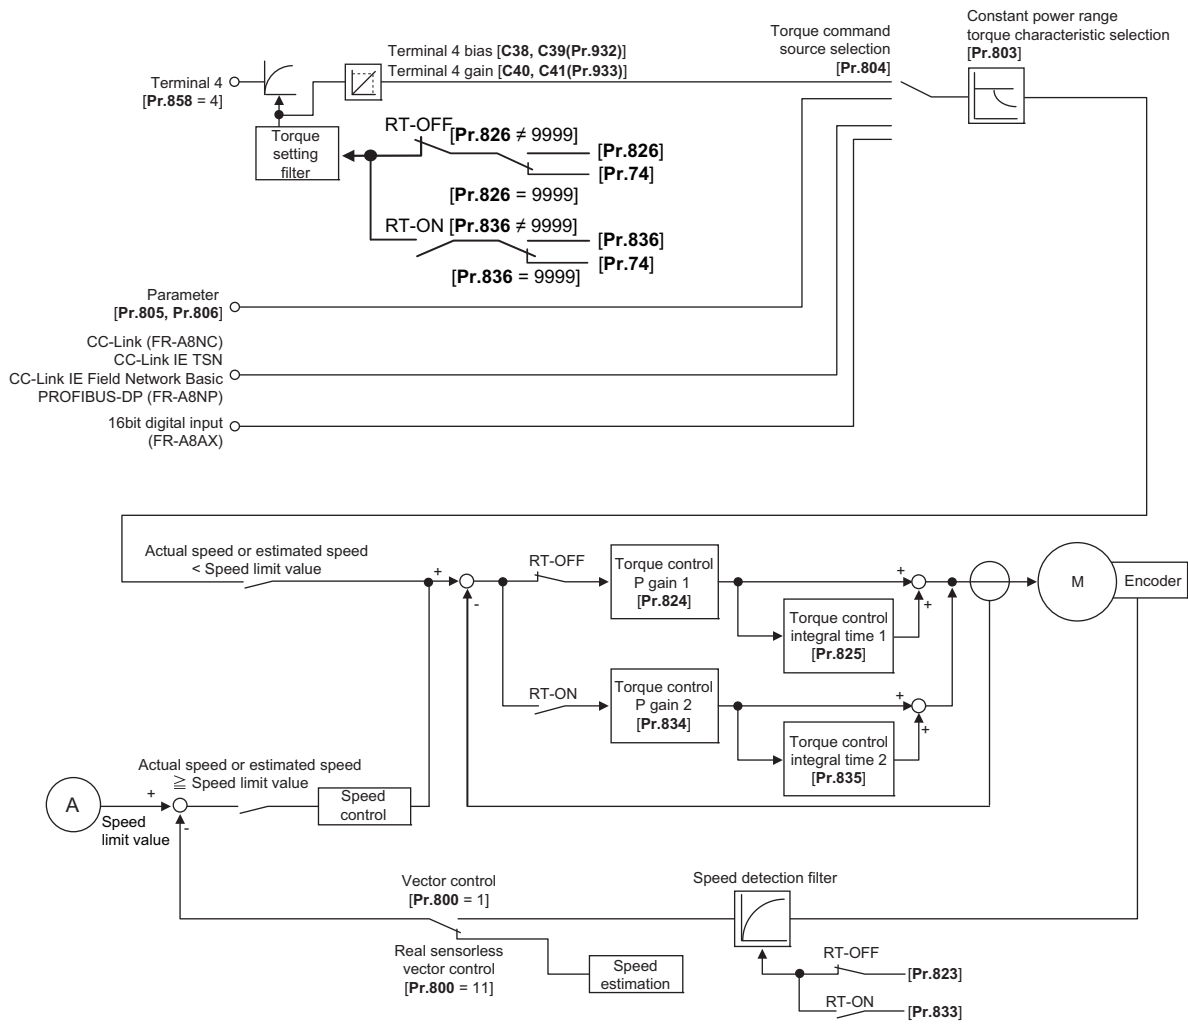 Constant power range
torque characteristic selection
[Pr.803]
Torque command
source selection
[Pr.804]
Terminal 4 bias [C38, C39(Pr.932)]
Terminal 4 gain [C40, C41(Pr.933)]
Terminal 4
[Pr.858 = 4]
Torque
setting
filter
RT-OFF
[Pr.826 ≠ 9999]
[Pr.826]
[Pr.74]
[Pr.826 = 9999]
RT-ON
[Pr.836 ≠ 9999]
[Pr.836]
[Pr.74]
[Pr.836 = 9999]
Parameter
[Pr.805, Pr.806]
CC-Link (FR-A8NC)
CC-Link IE TSN
CC-Link IE Field Network Basic
PROFIBUS-DP (FR-A8NP)
16bit digital input
(FR-A8AX)
Actual speed or estimated speed
< Speed limit value
+
-
RT-OFF
Torque control
P gain 1
[Pr.824]
+
+
Torque control
integral time 1
[Pr.825]
M
Encoder
RT-ON
Torque control
P gain 2
[Pr.834]
+
+
Torque control
integral time 2
[Pr.835]
Actual speed or estimated speed
≧ Speed limit value
A
+
-
Speed
limit value
Speed
control
Vector control
[Pr.800 = 1]
Real sensorless
vector control
[Pr.800 = 11]
Speed
estimation
Speed detection filter
RT-OFF
[Pr.823]
RT-ON
[Pr.833]